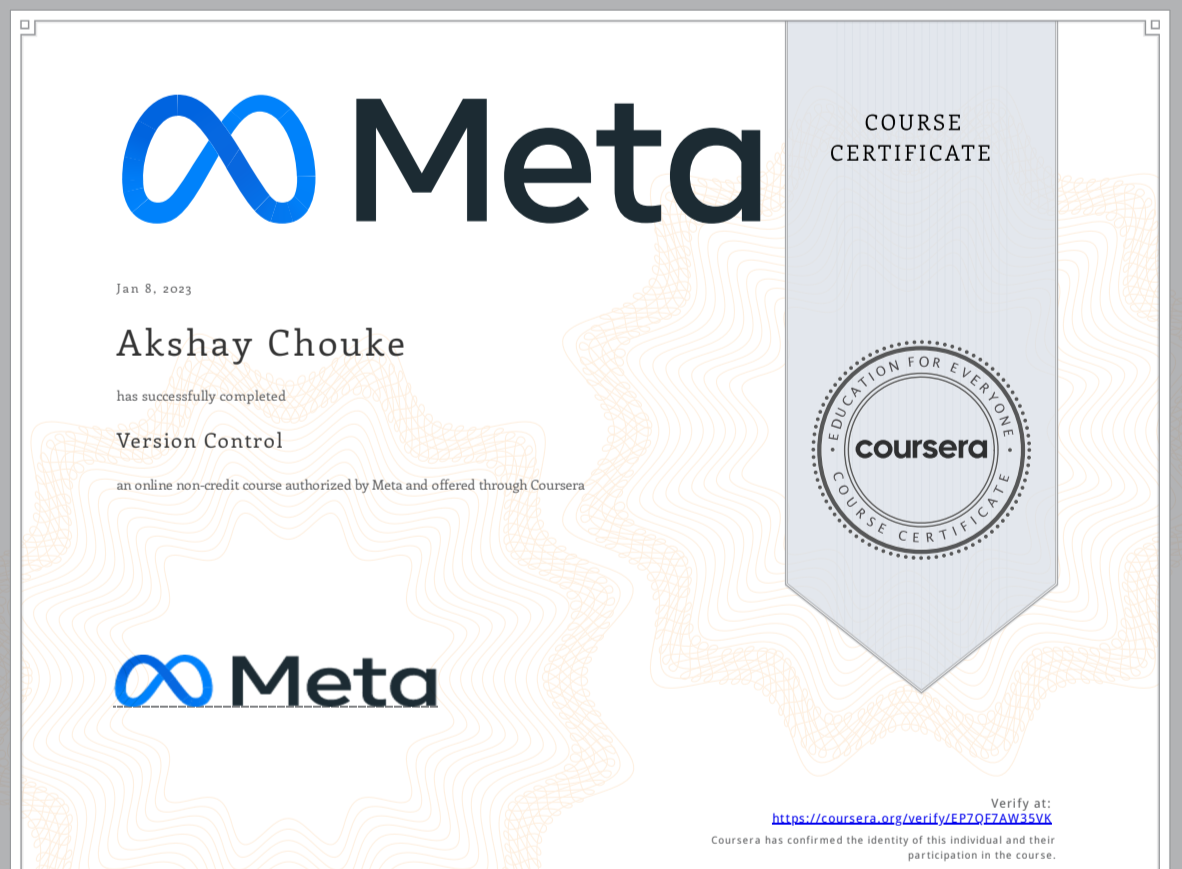 Meta
COURSE
CERTIFICATE
Jan 8, 2023
Akshay Chouke
has successfully completed
Version Control
an online non-credit course authorized by Meta and offered through Coursera
EDUCATION FOR EVERYONE
coursera
COURSE CERTIFICATE
Meta
Verify at:
https://coursera.org/verify/EP7QF7AW35VK
Coursera has confirmed the identity of this individual and their
participation in the course.